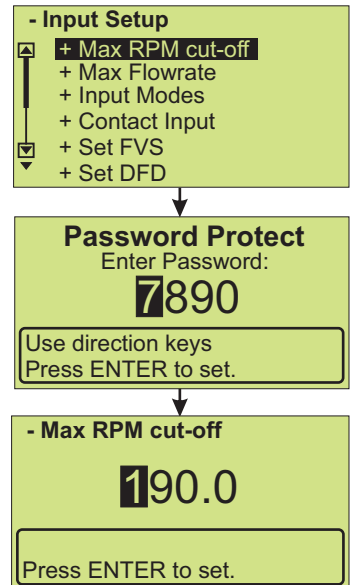 - Input Setup
+ Max RPM cut-off
+ Max Flowrate
+ Input Modes
+ Contact Input
+ Set FVS
+ Set DFD
Password Protect
Enter Password:
7890
Use direction keys
Press ENTER to set.
- Max RPM cut-off
190.0
Press ENTER to set.